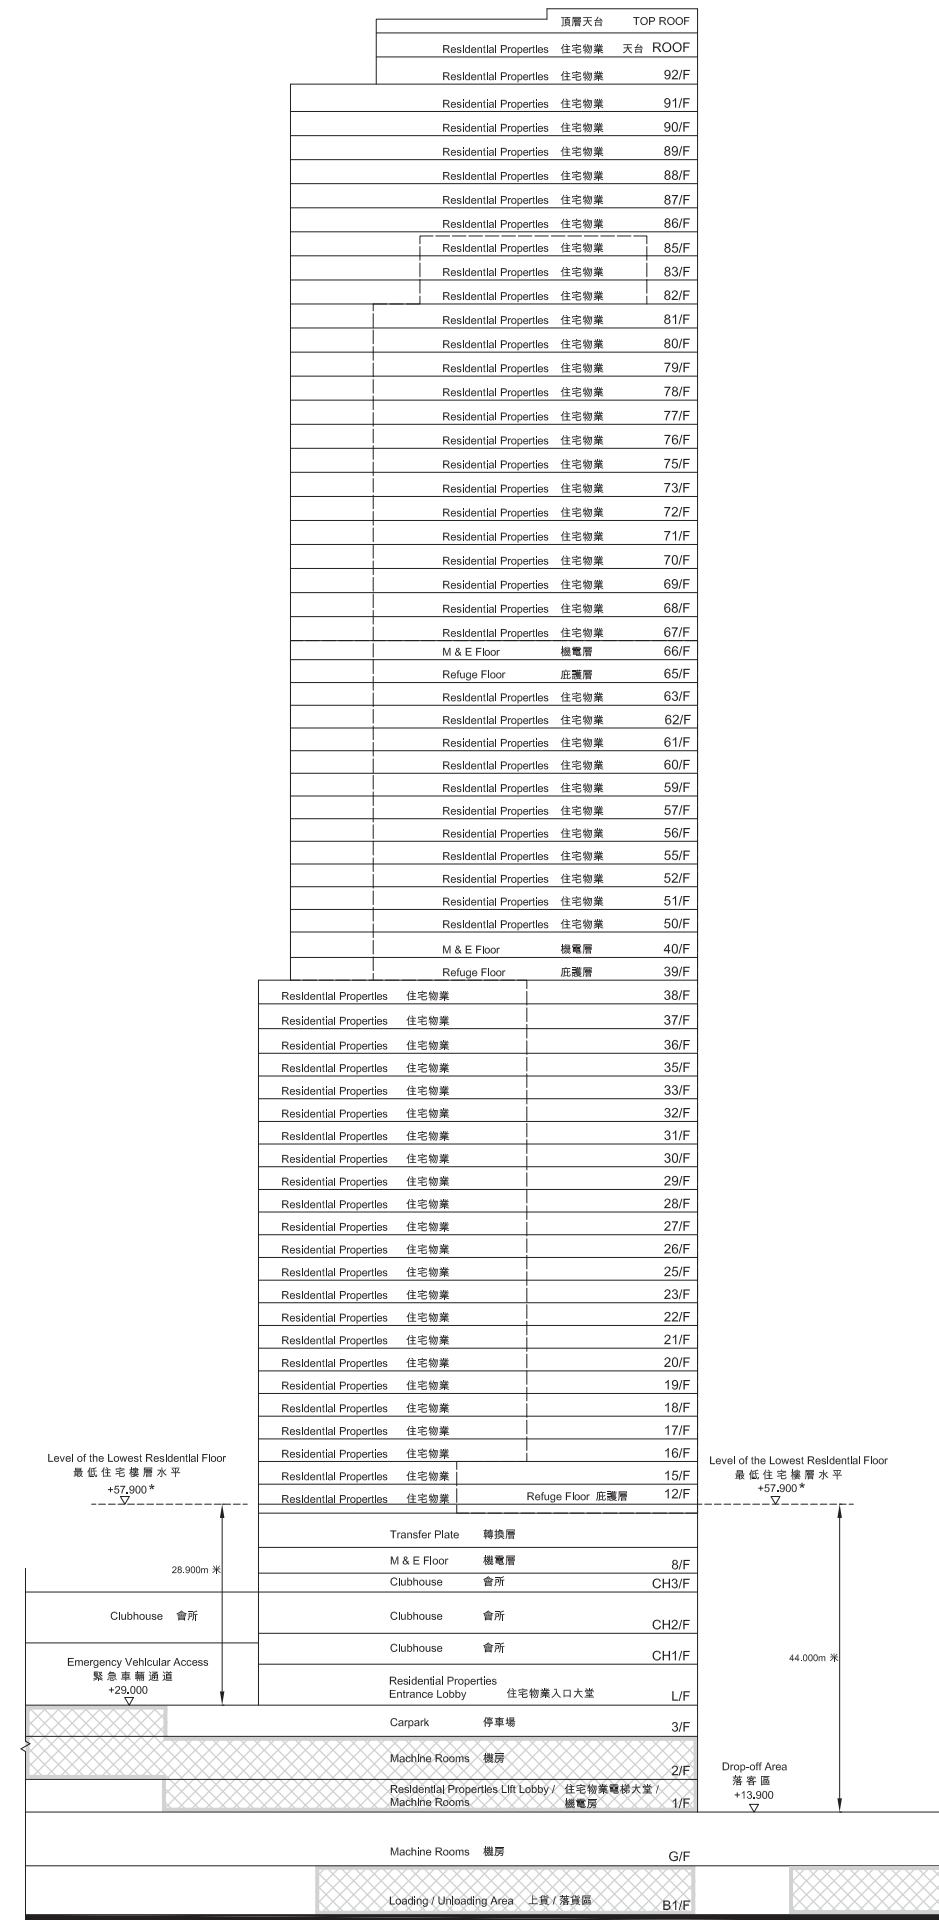 頂層天台 TOP ROOF
Residential Properties 住宅物業 天台 ROOF
Residential Properties 住宅物業 92/F
Residential Properties 住宅物業 91/F
Residential Properties 住宅物業 90/F
Residential Properties 住宅物業 89/F
Residential Properties 住宅物業 88/F
Residential Properties 住宅物業 87/F
Residential Properties 住宅物業 86/F
Residential Properties 住宅物業 85/F
Residential Properties 住宅物業 83/F
Residential Properties 住宅物業 82/F
Residential Properties 住宅物業 81/F
Residential Properties 住宅物業 80/F
Residential Properties 住宅物業 79/F
Residential Properties 住宅物業 78/F
Residential Properties 住宅物業 77/F
Residential Properties 住宅物業 76/F
Residential Properties 住宅物業 75/F
Residential Properties 住宅物業 73/F
Residential Properties 住宅物業 72/F
Residential Properties 住宅物業 71/F
Residential Properties 住宅物業 70/F
Residential Properties 住宅物業 69/F
Residential Properties 住宅物業 68/F
Residential Properties 住宅物業 67/F
M & E Floor 機電層 66/F
Refuge Floor 庇護層 65/F
Residential Properties 住宅物業 63/F
Residential Properties 住宅物業 62/F
Residential Properties 住宅物業 61/F
Residential Properties 住宅物業 60/F
Residential Properties 住宅物業 59/F
Residential Properties 住宅物業 57/F
Residential Properties 住宅物業 56/F
Residential Properties 住宅物業 55/F
Residential Properties 住宅物業 52/F
Residential Properties 住宅物業 51/F
Residential Properties 住宅物業 50/F
M & E Floor 機電層 40/F
Refuge Floor 庇護層 39/F
Residential Properties 住宅物業 38/F
Residential Properties 住宅物業 37/F
Residential Properties 住宅物業 36/F
Residential Properties 住宅物業 35/F
Residential Properties 住宅物業 33/F
Residential Properties 住宅物業 32/F
Residential Properties 住宅物業 31/F
Residential Properties 住宅物業 30/F
Residential Properties 住宅物業 29/F
Residential Properties 住宅物業 28/F
Residential Properties 住宅物業 27/F
Residential Properties 住宅物業 26/F
Residential Properties 住宅物業 25/F
Residential Properties 住宅物業 23/F
Residential Properties 住宅物業 22/F
Residential Properties 住宅物業 21/F
Residential Properties 住宅物業 20/F
Residential Properties 住宅物業 19/F
Residential Properties 住宅物業 18/F
Residential Properties 住宅物業 17/F
Residential Properties 住宅物業 16/F
Residential Properties 住宅物業 15/F
Residential Properties 住宅物業 Refuge Floor 庇護層 12/F
Level of the Lowest Residential Floor
最低住宅樓層水平
+57.900*
Level of the Lowest Residential Floor
最低住宅樓層水平
+57.900*
Transfer Plate 轉換層
M & E Floor 機電層 8/F
28.900m 米
Clubhouse 會所 CH3/F
Clubhouse 會所
Clubhouse 會所 CH2/F
Clubhouse 會所 CH1/F
44.000m 米
Emergency Vehicular Access
緊急車輛通道
+29.000
Residential Properties
Entrance Lobby 住宅物業入口大堂 L/F
Carpark 停車場 3/F
Machine Rooms 機房 2/F
Residential Properties Lift Lobby / 住宅物業電梯大堂 /
Machine Rooms 機電房 1/F
Drop-off Area
落客區
+13.900
Machine Rooms 機房 G/F
Loading / Unloading Area 上貨 / 落貨區 B1/F